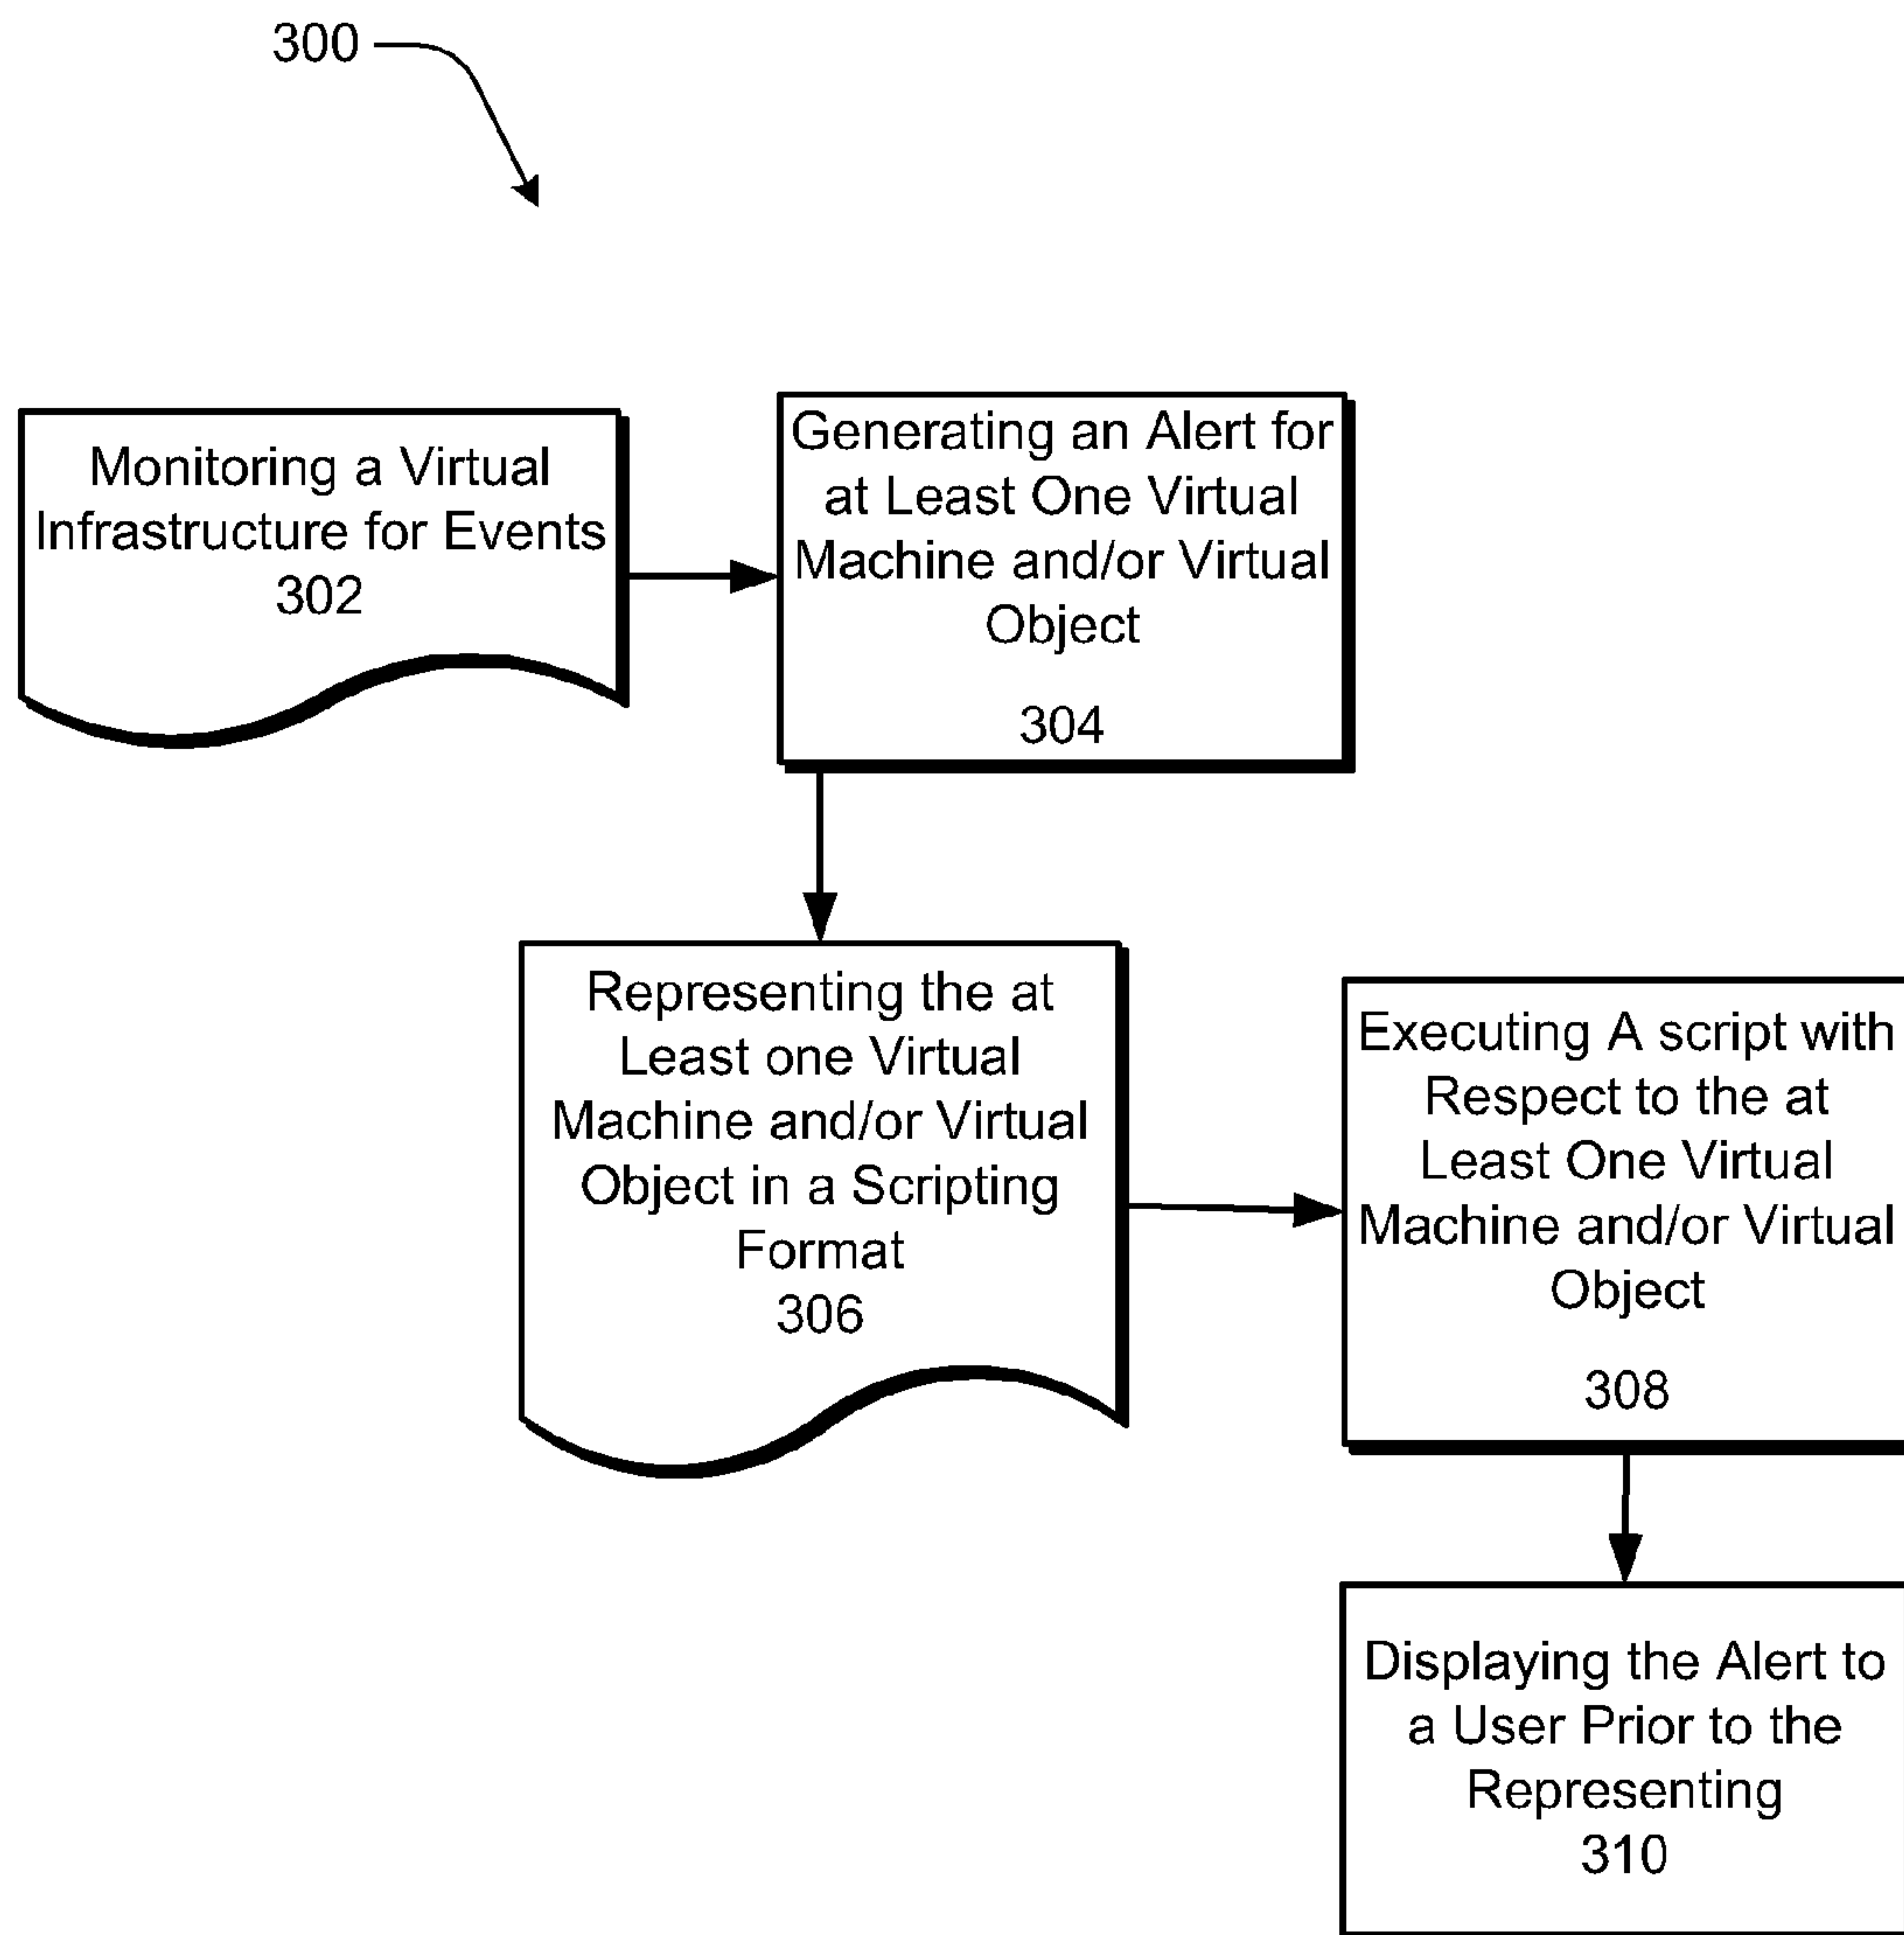 300
Monitoring a Virtual
Infrastructure for Events
302
Generating an Alert for
at Least One Virtual
Machine and/or Virtual
Object
304
Representing the at
Least one Virtual
Machine and/or Virtual
Object in a Scripting
Format
306
Executing A script with
Respect to the at
Least One Virtual
Machine and/or Virtual
Object
308
Displaying the Alert to
a User Prior to the
Representing
310